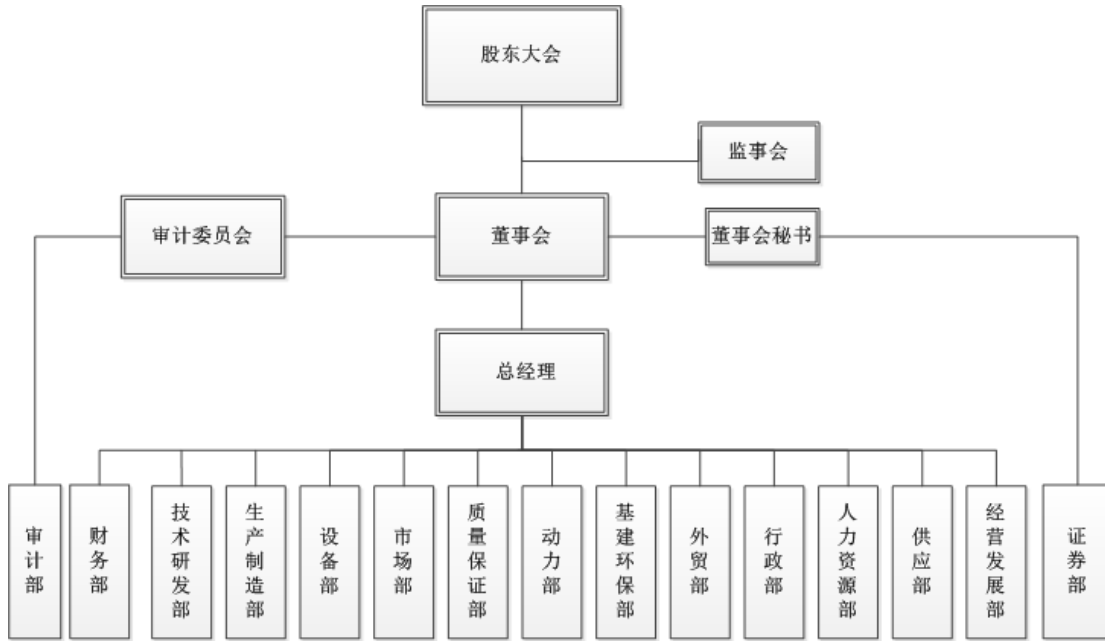 股东大会
监事会
审计委员会
董事会
董事会秘书
总经理
审计部
财务部
技术研发部
生产制造部
设备部
市场部
质量保证部
动力部
基建环保部
外贸部
行政部
人力资源部
供应部
经营发展部
证券部